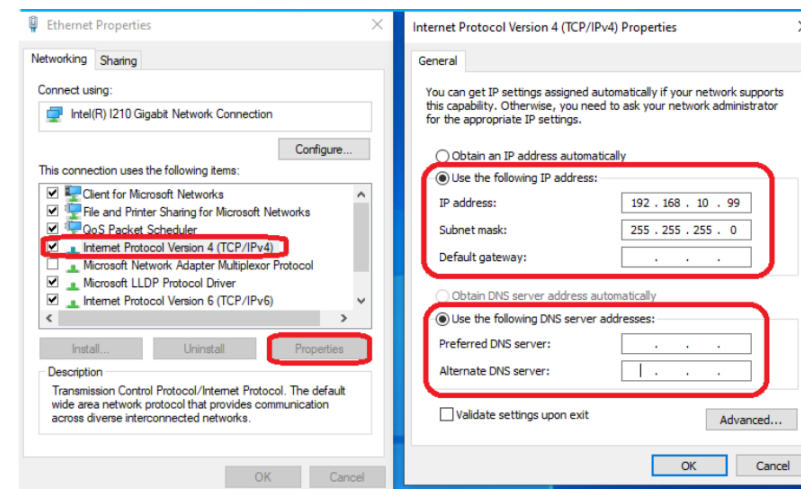 Ethernet Properties
Networking Sharing
Connect using:
Intel(R) I210 Gigabit Network Connection
Configure...
This connection uses the following items:
Client for Microsoft Networks
File and Printer Sharing for Microsoft Networks
QoS Packet Scheduler
Internet Protocol Version 4 (TCP/IPv4)
Microsoft Network Adapter Multiplexor Protocol
Microsoft LLDP Protocol Driver
Internet Protocol Version 6 (TCP/IPv6)
Install... Uninstall Properties
Description
Transmission Control Protocol/Internet Protocol. The default
wide area network protocol that provides communication
across diverse interconnected networks.
OK Cancel
Internet Protocol Version 4 (TCP/IPv4) Properties
General
You can get IP settings assigned automatically if your network supports
this capability. Otherwise, you need to ask your network administrator
for the appropriate IP settings.
Obtain an IP address automatically
Use the following IP address:
IP address: 192 . 168 . 10 . 99
Subnet mask: 255 . 255 . 255 . 0
Default gateway: . . .
Obtain DNS server address automatically
Use the following DNS server addresses:
Preferred DNS server: . . .
Alternate DNS server: . . .
Validate settings upon exit
Advanced...
OK Cancel